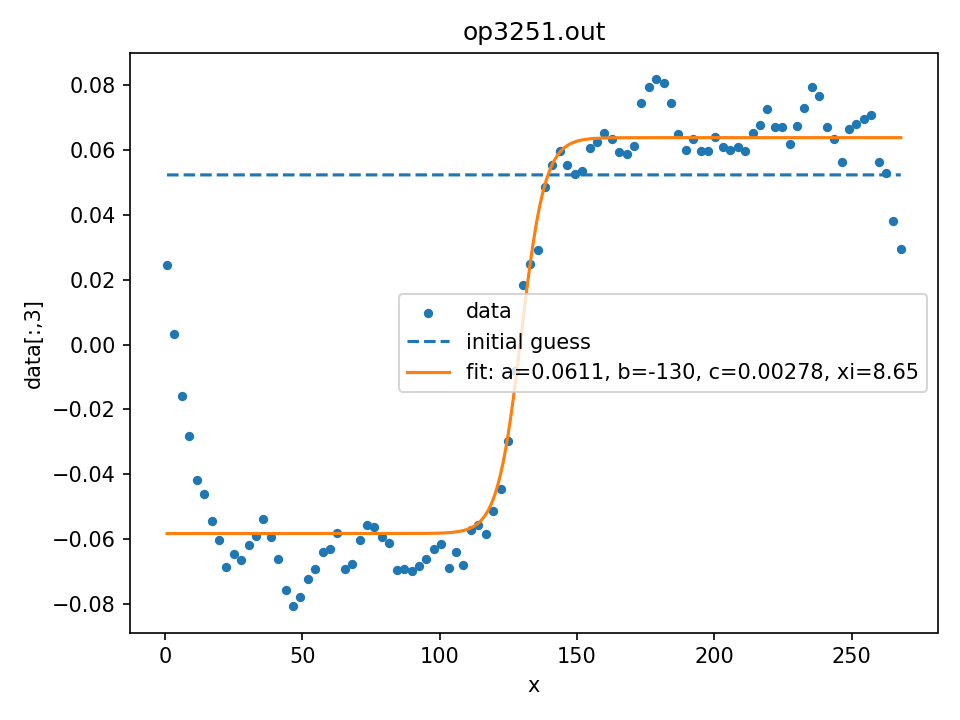 op3251.out
0.08
0.06
0.04
0.02
0.00
−0.02
−0.04
−0.06
−0.08
data[:,3]
data
initial guess
fit: a=0.0611, b=-130, c=0.00278, xi=8.65
0 50 100 150 200 250
x